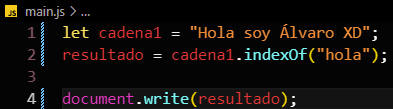 JS main.js > ...
1 let cadena1 = "Hola soy Álvaro XD";
2 resultado = cadena1.indexOf("hola");
3
4 document.write(resultado);